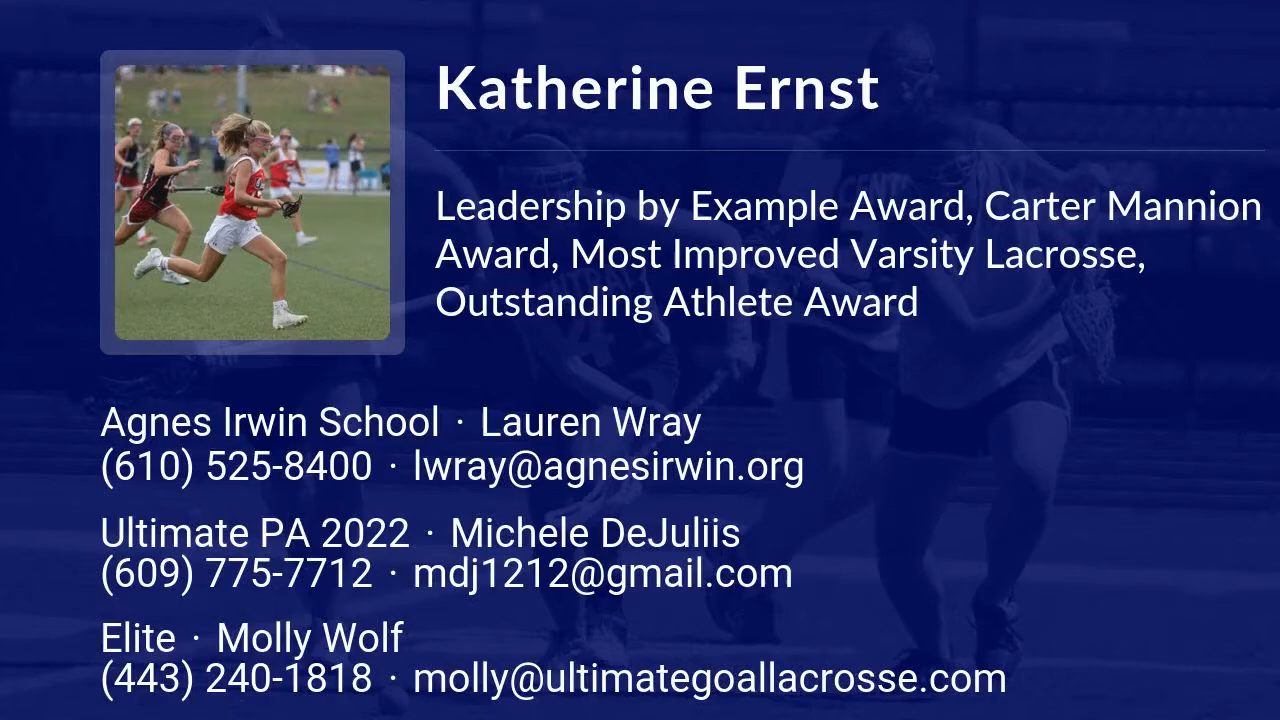 Katherine Ernst
Leadership by Example Award, Carter Mannion
Award, Most Improved Varsity Lacrosse,
Outstanding Athlete Award
Agnes Irwin School · Lauren Wray
(610) 525-8400 · lwray@agnesirwin.org
Ultimate PA 2022 · Michele DeJuliis
(609) 775-7712 · mdj1212@gmail.com
Elite · Molly Wolf
(443) 240-1818 · molly@ultimategoallacrosse.com